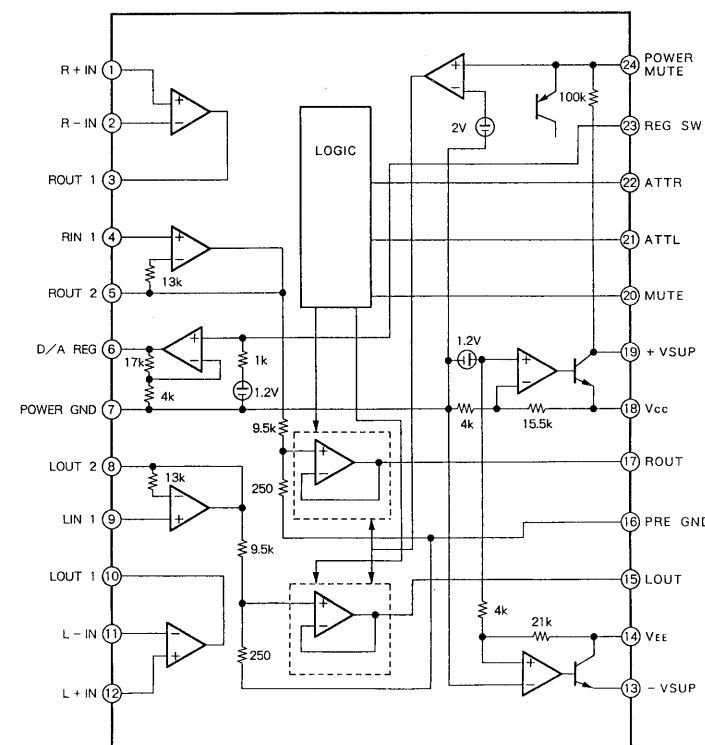 R+IN 1
R-IN 2
ROUT 1 3
RIN 1 4
ROUT 2 5
D/A REG 6
POWER GND 7
LOUT 2 8
LIN 1 9
LOUT 1 10
L-IN 11
L+IN 12
+
-
+
-
13k
17k
4k
+
-
1k
1.2V
13k
-
+
-
+
LOGIC
9.5k
250
+
-
9.5k
250
+
-
+
-
2V
100k
1.2V
+
-
4k
15.5k
4k
21k
+
-
24 POWER
MUTE
23 REG SW
22 ATTR
21 ATTL
20 MUTE
19 +VSUP
18 Vcc
17 ROUT
16 PRE GND
15 LOUT
14 VEE
13 -VSUP